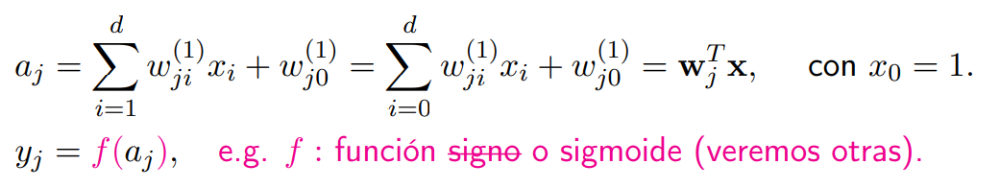 $a_j = \sum_{i=1}^{d} w_{ji}^{(1)} x_i + w_{j0}^{(1)} = \sum_{i=0}^{d} w_{ji}^{(1)} x_i + w_{j0}^{(1)} = \mathbf{w}_j^T \mathbf{x},$ con $x_0 = 1.$
$y_j = f(a_j),$ e.g. $f$ : función ~~signo~~ o sigmoide (veremos otras).